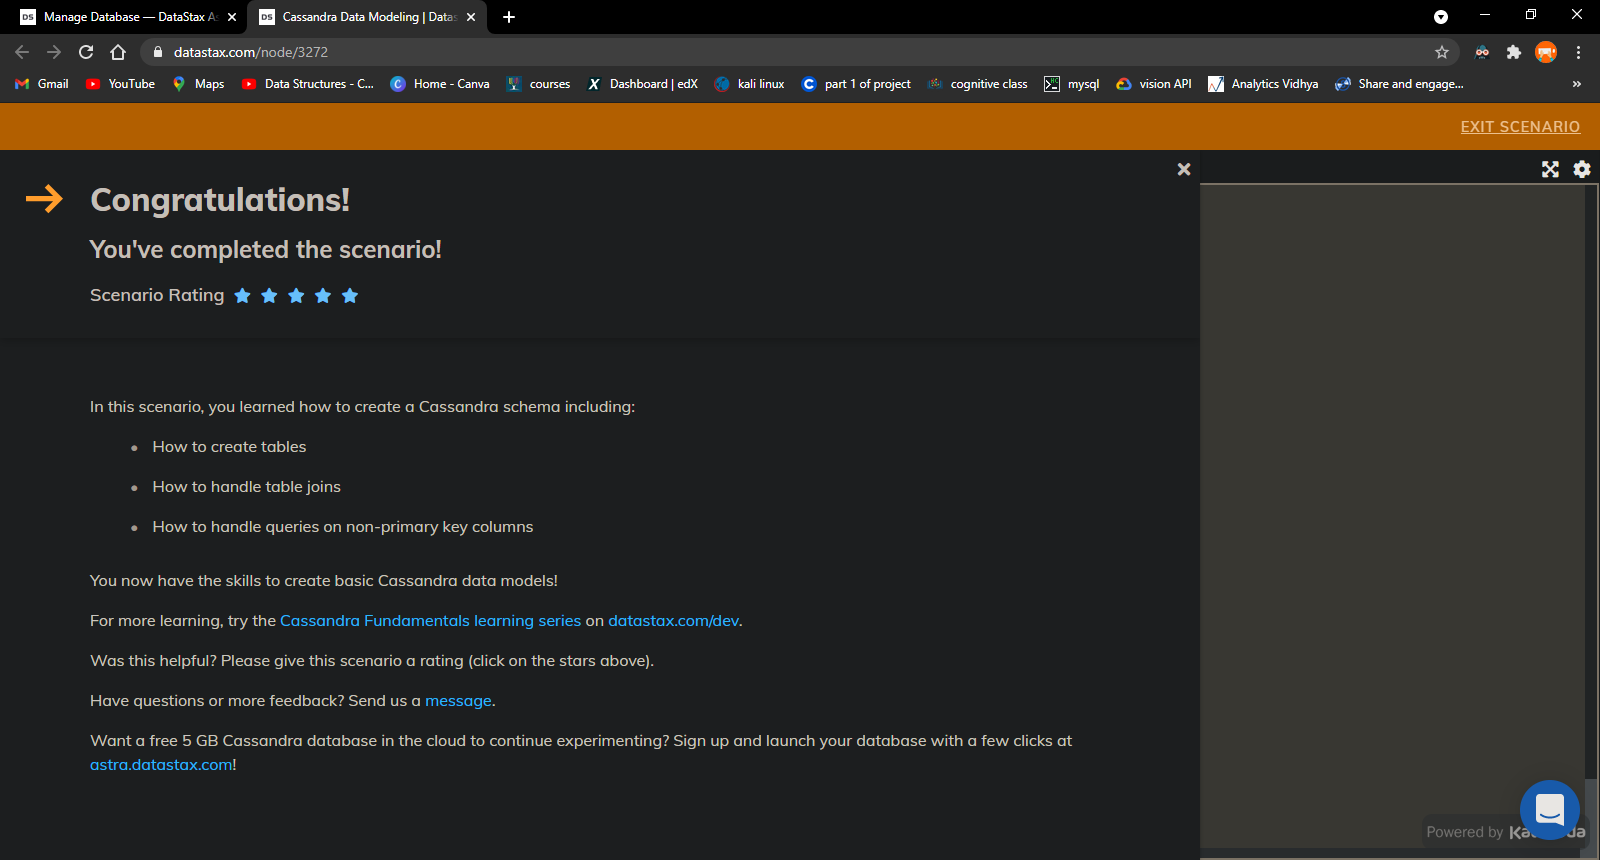 DS Manage Database — DataStax As
DS Cassandra Data Modeling | Datas
datastax.com/node/3272
Gmail
YouTube
Maps
Data Structures - C...
C Home - Canva
courses
X Dashboard | edX
kali linux
C part 1 of project
cognitive class
mysql
vision API
Analytics Vidhya
Share and engage...
»
EXIT SCENARIO
Congratulations!
You've completed the scenario!
Scenario Rating
In this scenario, you learned how to create a Cassandra schema including:
• How to create tables
• How to handle table joins
• How to handle queries on non-primary key columns
You now have the skills to create basic Cassandra data models!
For more learning, try the Cassandra Fundamentals learning series on datastax.com/dev.
Was this helpful? Please give this scenario a rating (click on the stars above).
Have questions or more feedback? Send us a message.
Want a free 5 GB Cassandra database in the cloud to continue experimenting? Sign up and launch your database with a few clicks at
astra.datastax.com!
Powered by